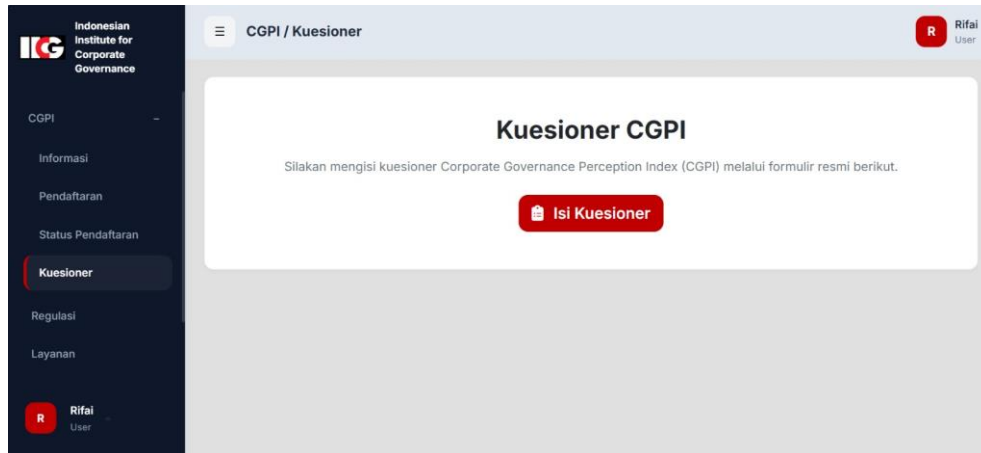 IICG
Indonesian
Institute for
Corporate
Governance
CGPI −
Informasi
Pendaftaran
Status Pendaftaran
Kuesioner
Regulasi
Layanan
R
Rifai
User
☰ CGPI / Kuesioner
R
Rifai
User
Kuesioner CGPI
Silakan mengisi kuesioner Corporate Governance Perception Index (CGPI) melalui formulir resmi berikut.
Isi Kuesioner